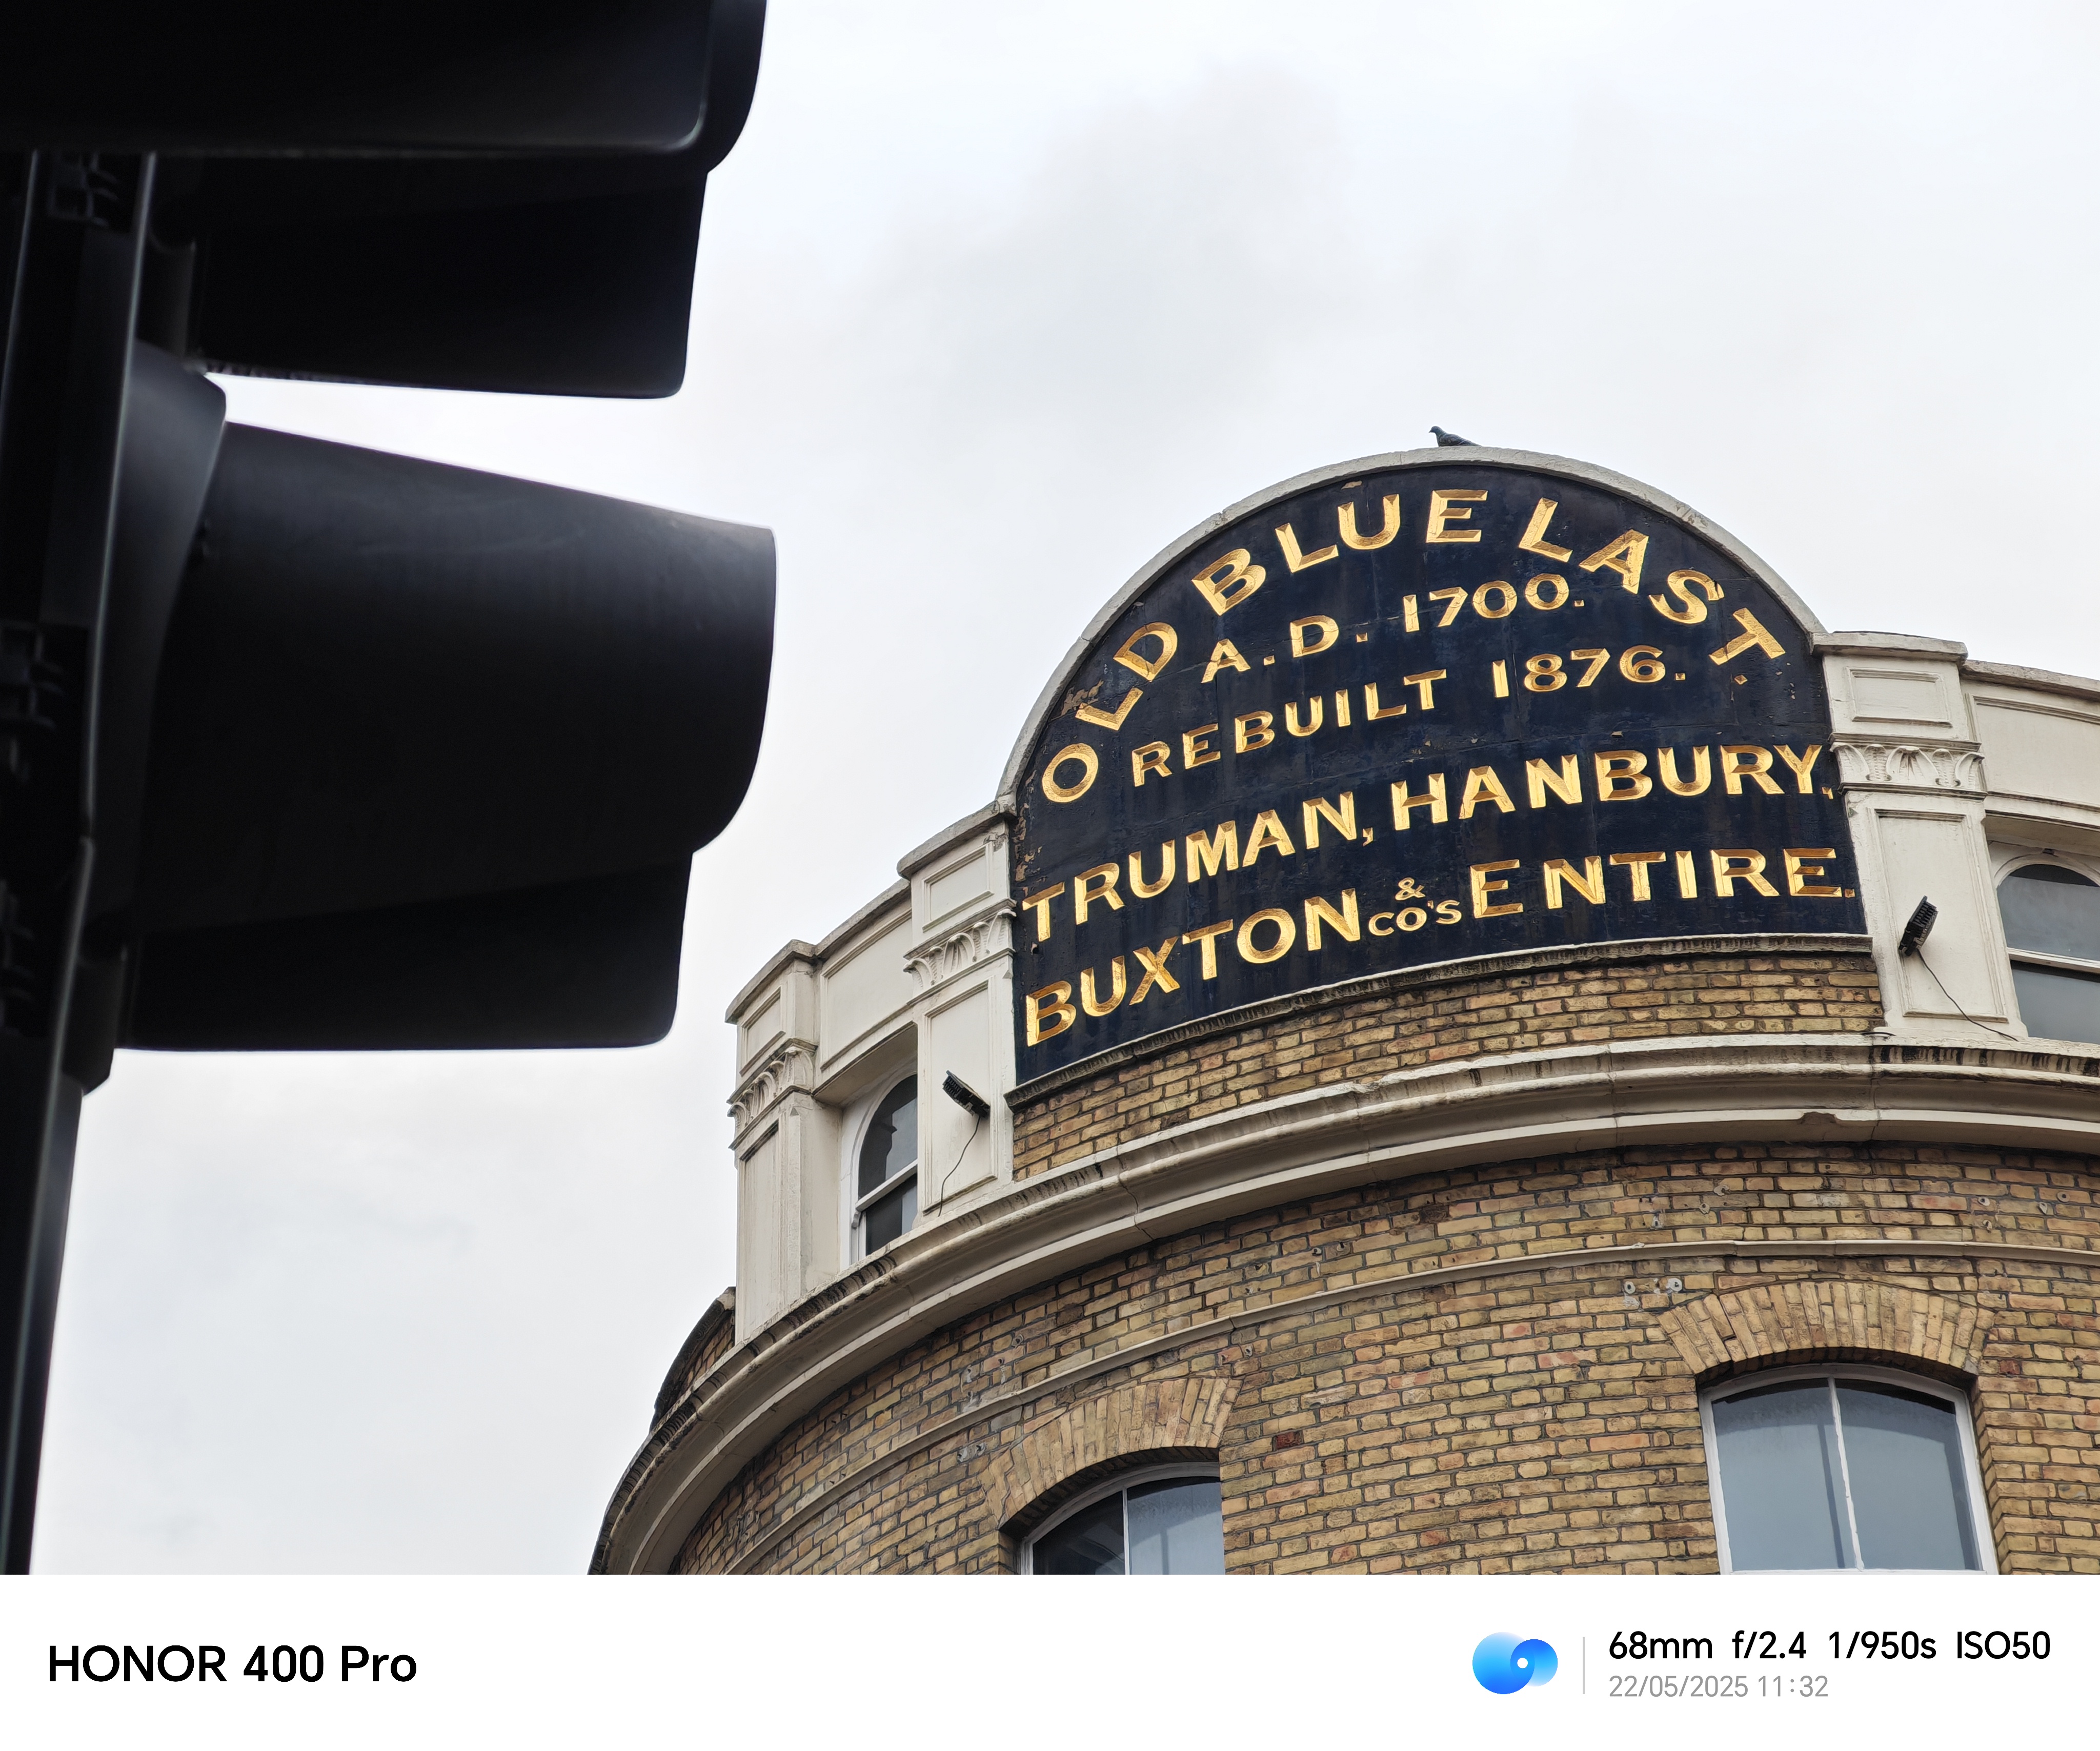 OLD BLUE LAST.
A.D. 1700.
REBUILT 1876.
TRUMAN, HANBURY,
BUXTON & CO'S ENTIRE.
HONOR 400 Pro
68mm f/2.4 1/950s ISO50
22/05/2025 11:32